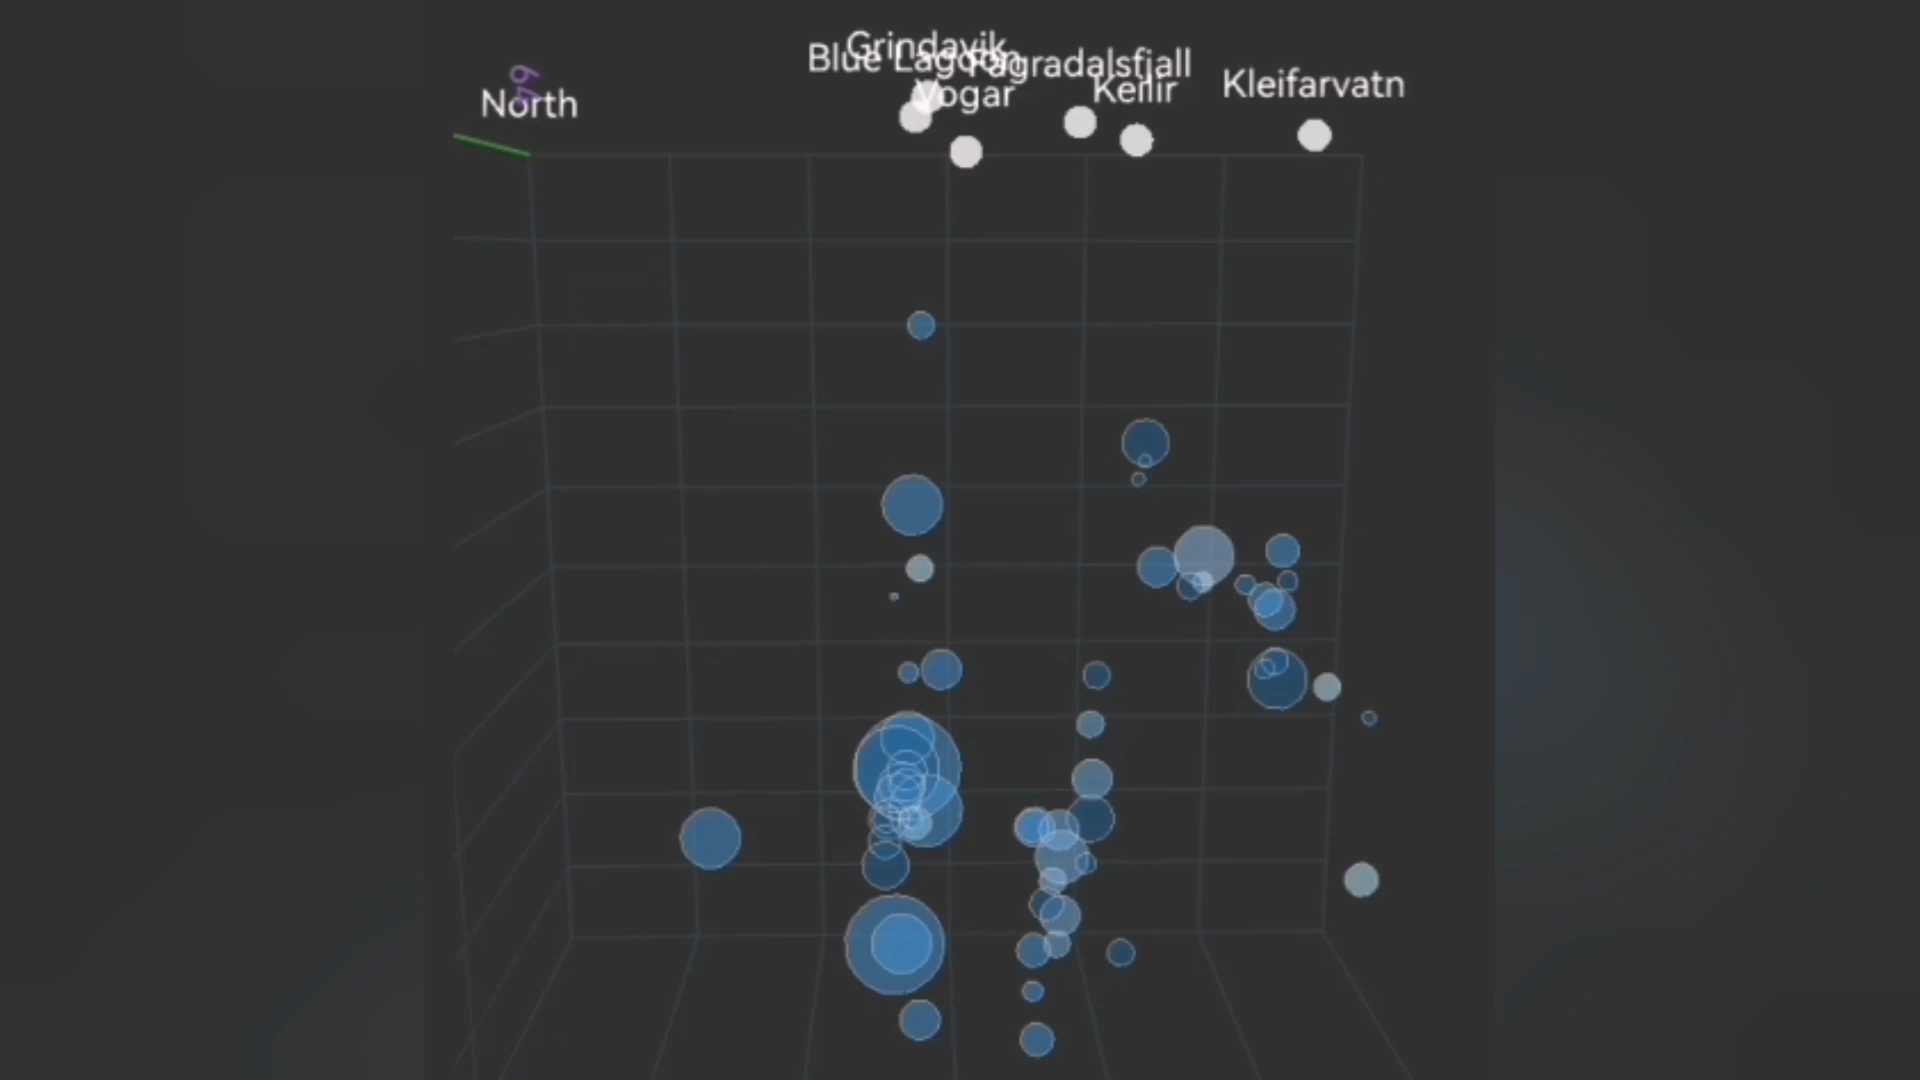 Grindavik
Blue Lagoon
Fagradalsfjall
Kleifarvatn
Keilir
Vogar
North